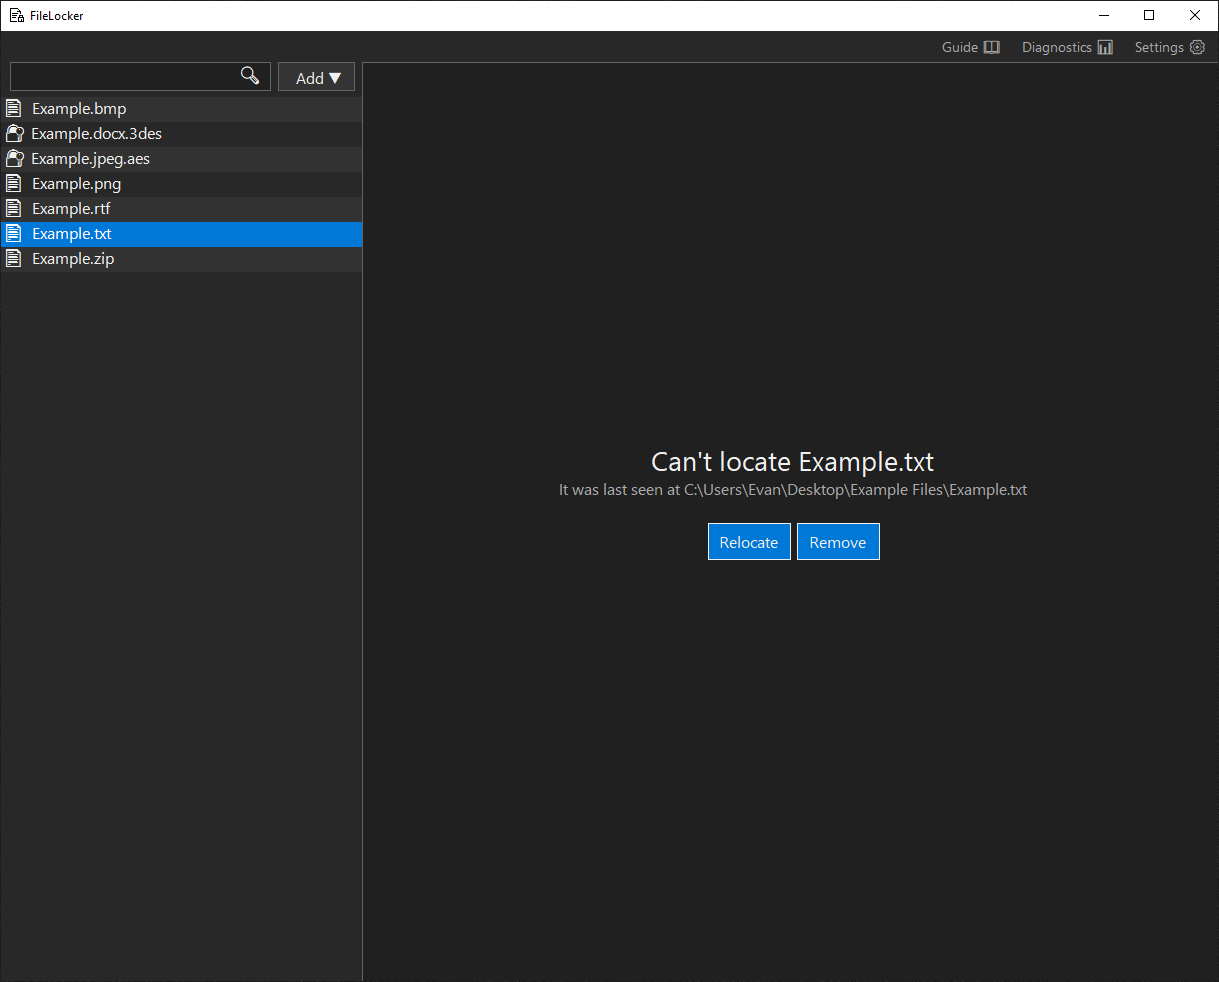 FileLocker
Guide Diagnostics Settings
Add ▼
Example.bmp
Example.docx.3des
Example.jpeg.aes
Example.png
Example.rtf
Example.txt
Example.zip
Can't locate Example.txt
It was last seen at C:\Users\Evan\Desktop\Example Files\Example.txt
Relocate Remove